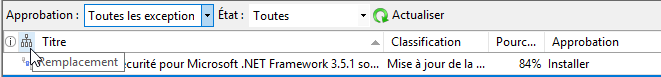 Approbation : Toutes les exception État : Toutes Actualiser
Titre Classification Pourc... Approbation
Remplacement écurité pour Microsoft .NET Framework 3.5.1 so... Mise à jour de la ... 84% Installer